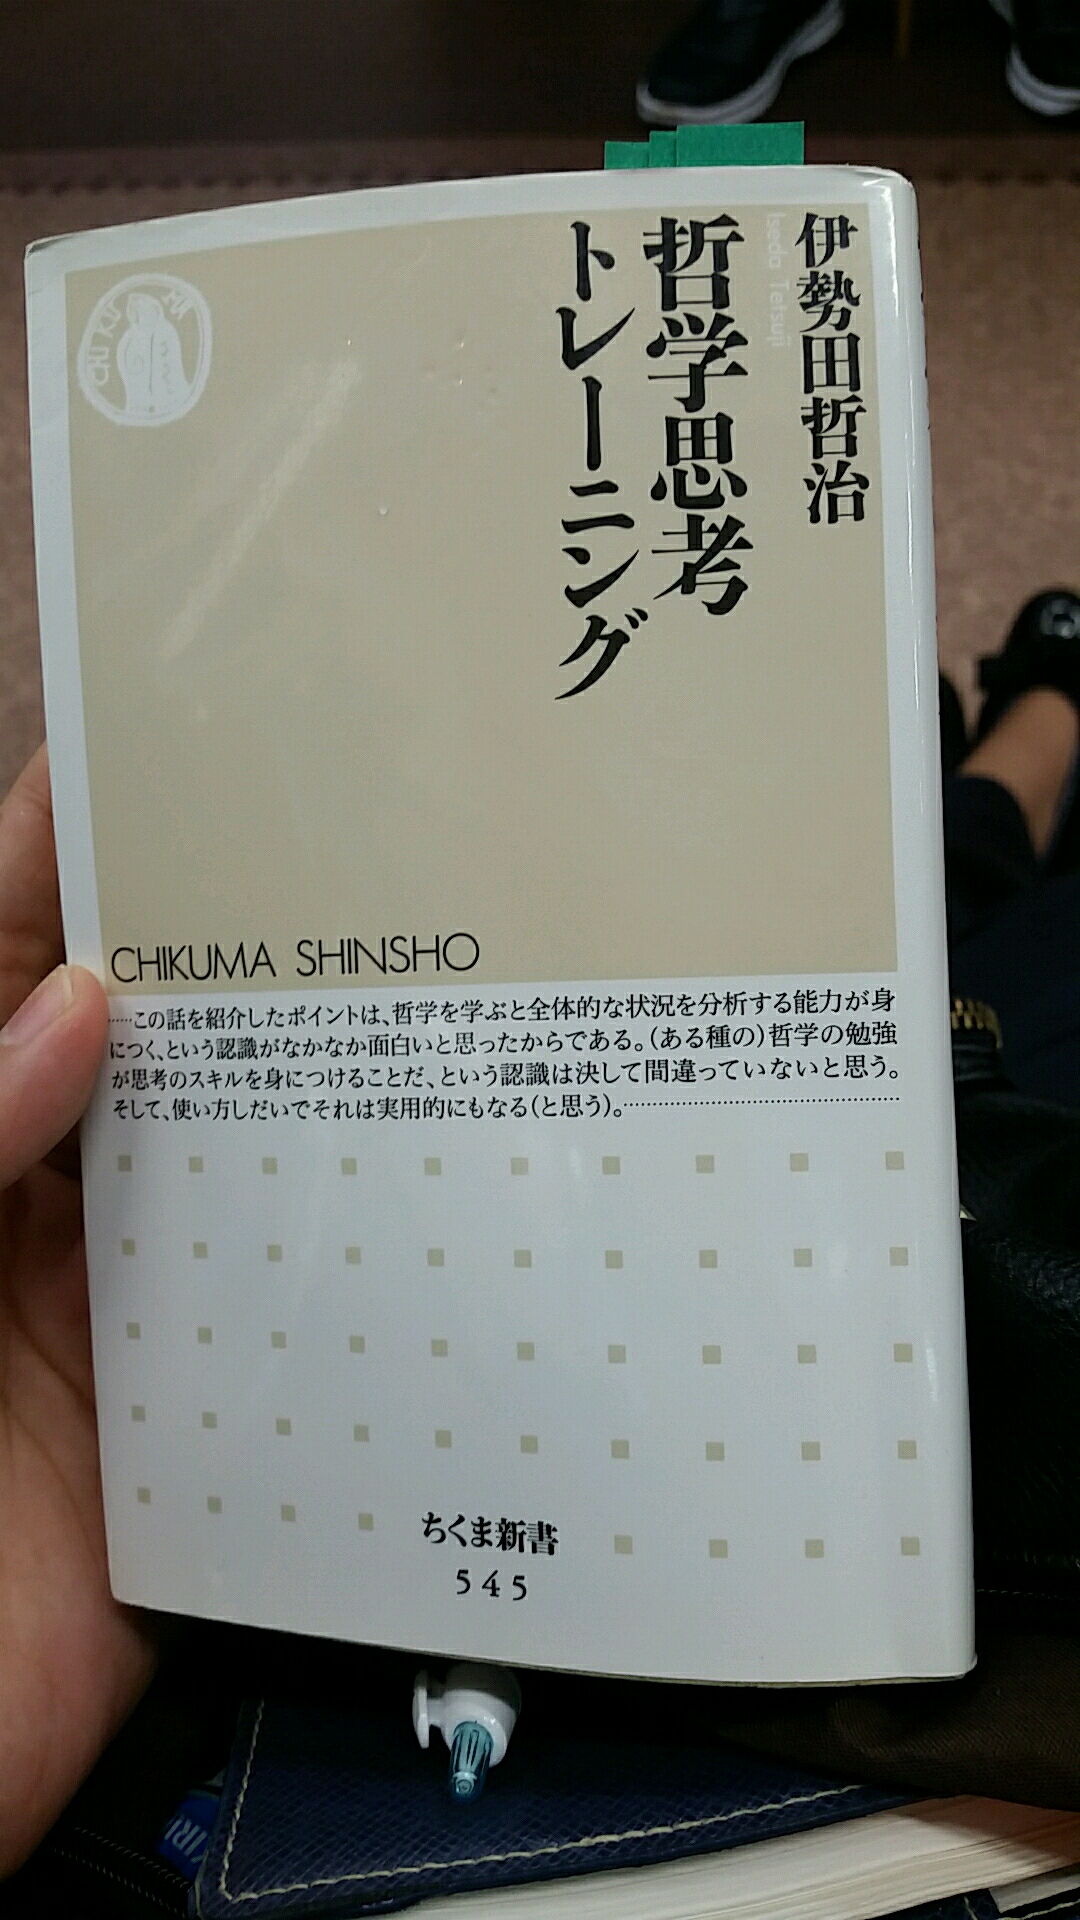 伊勢田哲治
Iseda Tetsuji
哲学思考
トレーニング
CHIKUMA
CHIKUMA SHINSHO
……この話を紹介したポイントは、哲学を学ぶと全体的な状況を分析する能力が身
につく、という認識がなかなか面白いと思ったからである。(ある種の)哲学の勉強
が思考のスキルを身につけることだ、という認識は決して間違っていないと思う。
そして、使い方しだいでそれは実用的にもなる(と思う)。……………………………………
ちくま新書
545